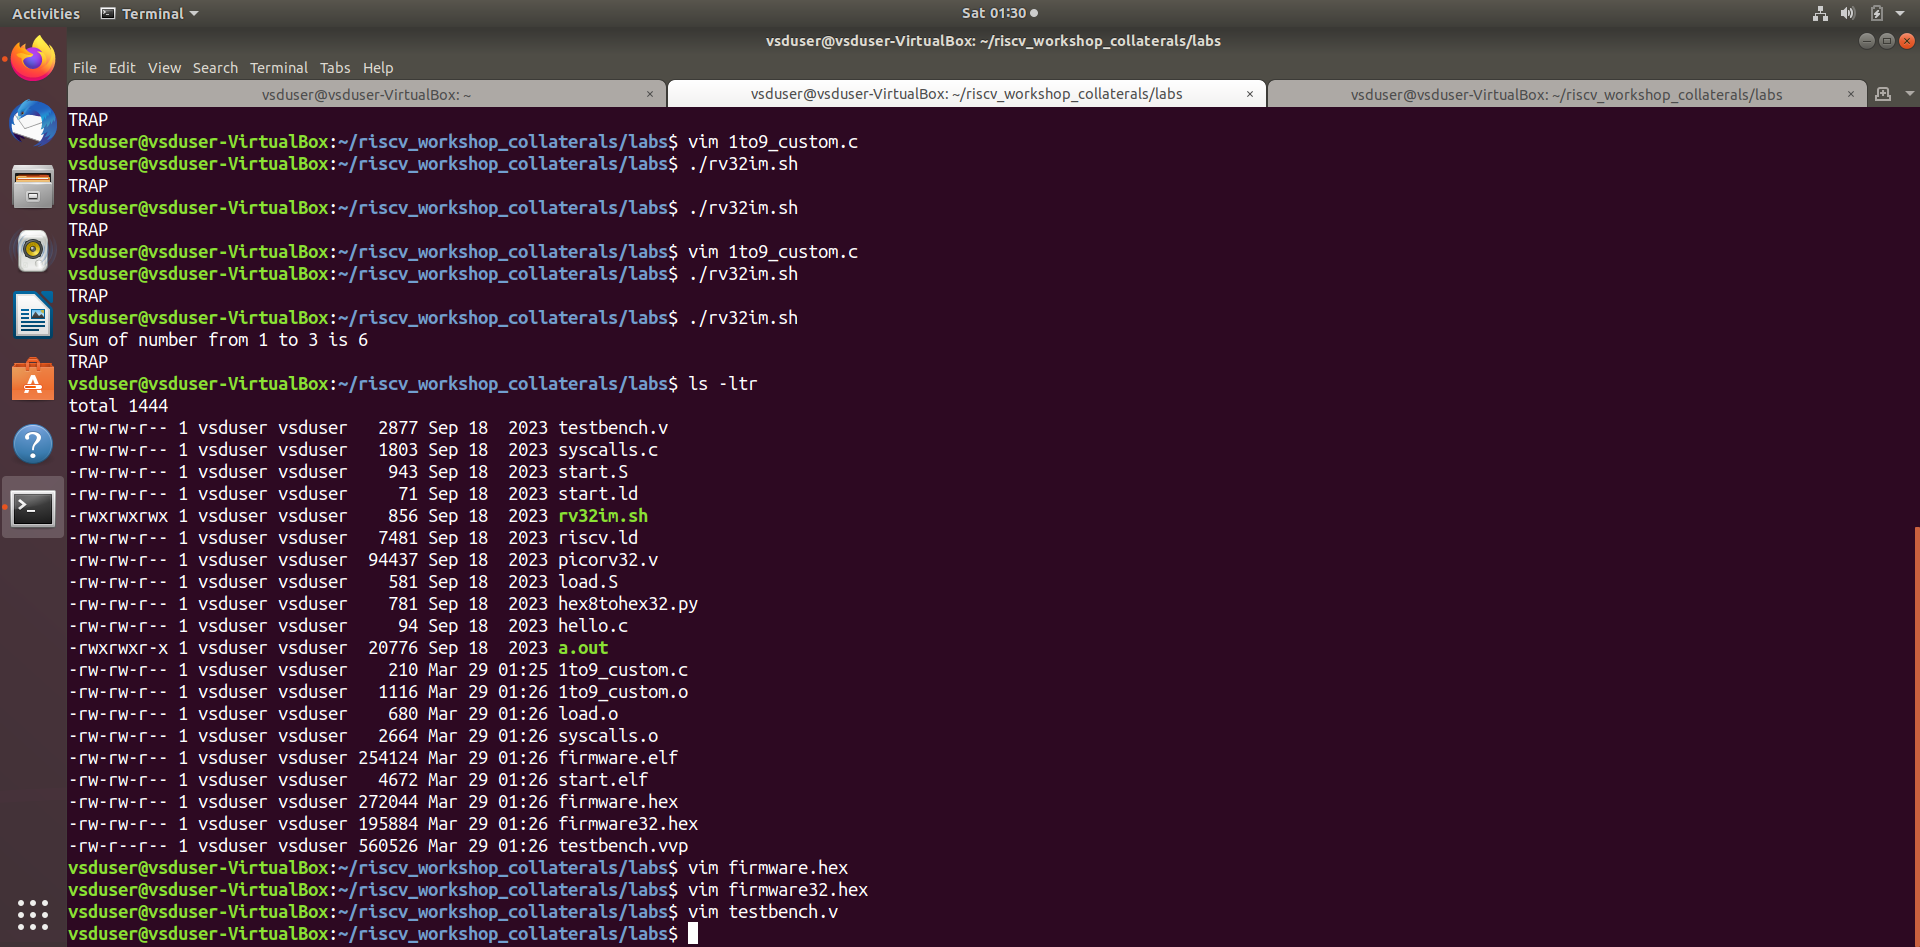 Activities Terminal Sat 01:30
vsduser@vsduser-VirtualBox: ~/riscv_workshop_collaterals/labs
File Edit View Search Terminal Tabs Help
vsduser@vsduser-VirtualBox: ~ × vsduser@vsduser-VirtualBox: ~/riscv_workshop_collaterals/labs × vsduser@vsduser-VirtualBox: ~/riscv_workshop_collaterals/labs ×
TRAP
vsduser@vsduser-VirtualBox:~/riscv_workshop_collaterals/labs$ vim 1to9_custom.c
vsduser@vsduser-VirtualBox:~/riscv_workshop_collaterals/labs$ ./rv32im.sh
TRAP
vsduser@vsduser-VirtualBox:~/riscv_workshop_collaterals/labs$ ./rv32im.sh
TRAP
vsduser@vsduser-VirtualBox:~/riscv_workshop_collaterals/labs$ vim 1to9_custom.c
vsduser@vsduser-VirtualBox:~/riscv_workshop_collaterals/labs$ ./rv32im.sh
TRAP
vsduser@vsduser-VirtualBox:~/riscv_workshop_collaterals/labs$ ./rv32im.sh
Sum of number from 1 to 3 is 6
TRAP
vsduser@vsduser-VirtualBox:~/riscv_workshop_collaterals/labs$ ls -ltr
total 1444
-rw-rw-r-- 1 vsduser vsduser   2877 Sep 18  2023 testbench.v
-rw-rw-r-- 1 vsduser vsduser   1803 Sep 18  2023 syscalls.c
-rw-rw-r-- 1 vsduser vsduser    943 Sep 18  2023 start.S
-rw-rw-r-- 1 vsduser vsduser     71 Sep 18  2023 start.ld
-rwxrwxrwx 1 vsduser vsduser    856 Sep 18  2023 rv32im.sh
-rw-rw-r-- 1 vsduser vsduser   7481 Sep 18  2023 riscv.ld
-rw-rw-r-- 1 vsduser vsduser  94437 Sep 18  2023 picorv32.v
-rw-rw-r-- 1 vsduser vsduser    581 Sep 18  2023 load.S
-rw-rw-r-- 1 vsduser vsduser    781 Sep 18  2023 hex8tohex32.py
-rw-rw-r-- 1 vsduser vsduser     94 Sep 18  2023 hello.c
-rwxrwxr-x 1 vsduser vsduser  20776 Sep 18  2023 a.out
-rw-rw-r-- 1 vsduser vsduser    210 Mar 29 01:25 1to9_custom.c
-rw-rw-r-- 1 vsduser vsduser   1116 Mar 29 01:26 1to9_custom.o
-rw-rw-r-- 1 vsduser vsduser    680 Mar 29 01:26 load.o
-rw-rw-r-- 1 vsduser vsduser   2664 Mar 29 01:26 syscalls.o
-rw-rw-r-- 1 vsduser vsduser 254124 Mar 29 01:26 firmware.elf
-rw-rw-r-- 1 vsduser vsduser   4672 Mar 29 01:26 start.elf
-rw-rw-r-- 1 vsduser vsduser 272044 Mar 29 01:26 firmware.hex
-rw-rw-r-- 1 vsduser vsduser 195884 Mar 29 01:26 firmware32.hex
-rw-r--r-- 1 vsduser vsduser 560526 Mar 29 01:26 testbench.vvp
vsduser@vsduser-VirtualBox:~/riscv_workshop_collaterals/labs$ vim firmware.hex
vsduser@vsduser-VirtualBox:~/riscv_workshop_collaterals/labs$ vim firmware32.hex
vsduser@vsduser-VirtualBox:~/riscv_workshop_collaterals/labs$ vim testbench.v
vsduser@vsduser-VirtualBox:~/riscv_workshop_collaterals/labs$